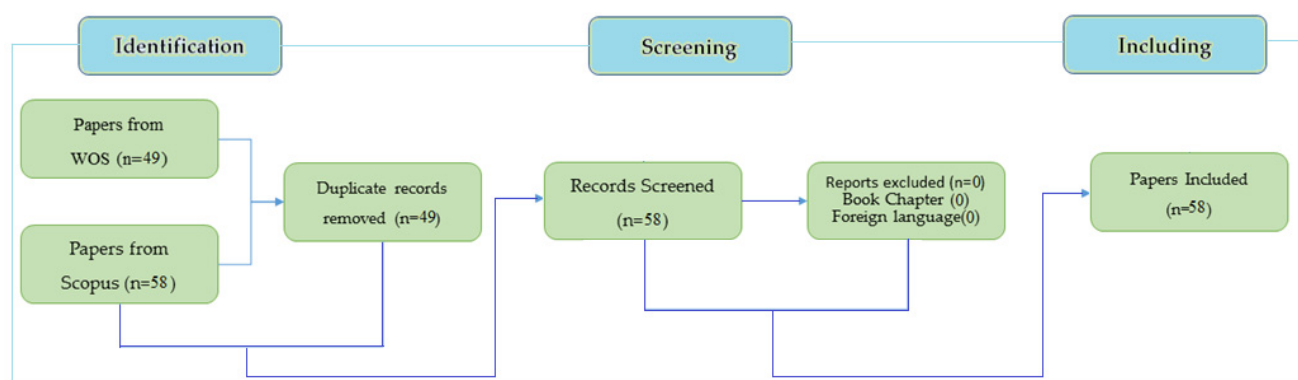 Identification
Screening
Including
Papers from
WOS (n=49)
Papers from
Scopus (n=58)
Duplicate records
removed (n=49)
Records Screened
(n=58)
Reports excluded (n=0)
Book Chapter (0)
Foreign language(0)
Papers Included
(n=58)